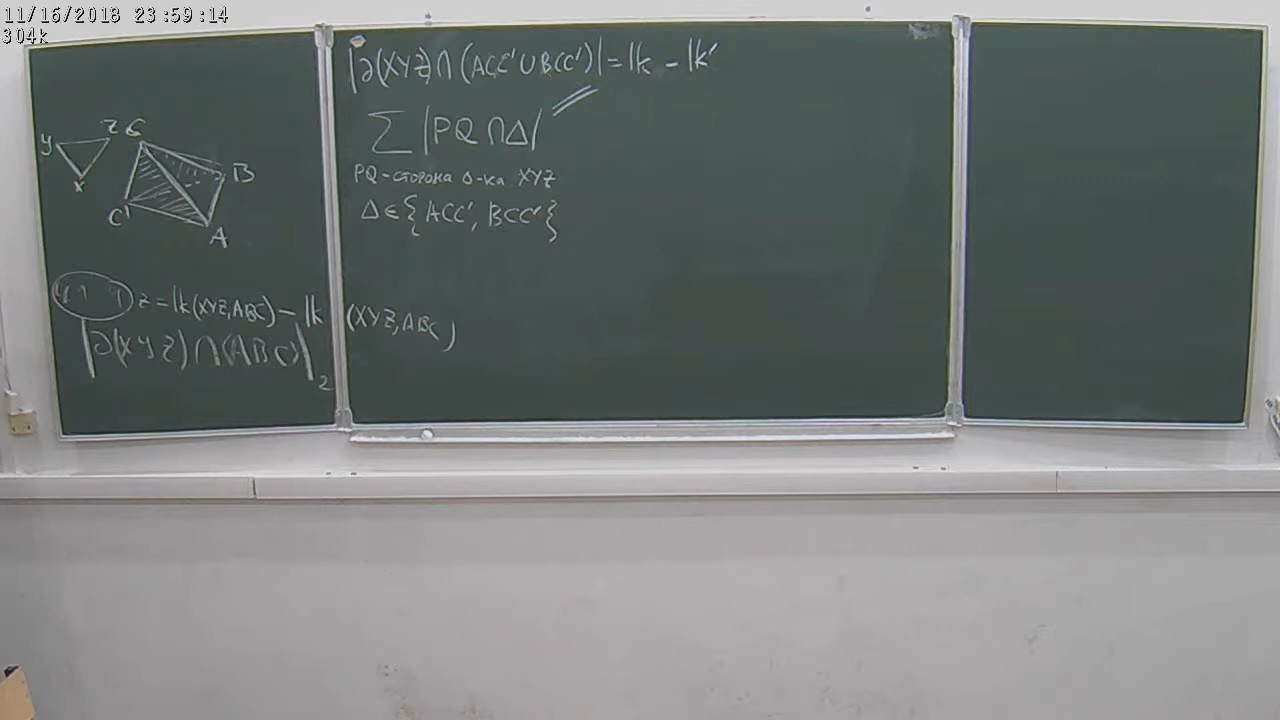 11/16/2018 23:59:14
304k
|∂(XYZ)∩(ACC'∪BCC')|=lk - lk'
∑ |PQ∩Δ|
PQ-сторона Δ-ка XYZ
Δ∈{ACC', BCC'}
Y Z X
C B C' A
z=lk(XYZ,ABC)-lk (XYZ,ABC)
|∂(XYZ)∩(ABC)|₂